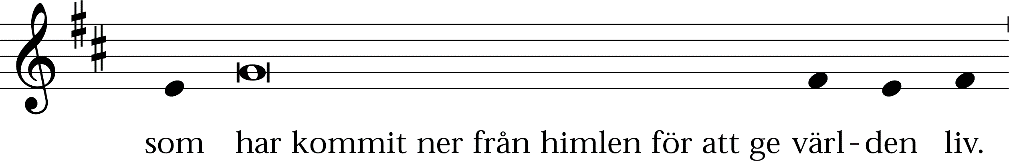 som har kommit ner från himlen för att ge värl-den liv.